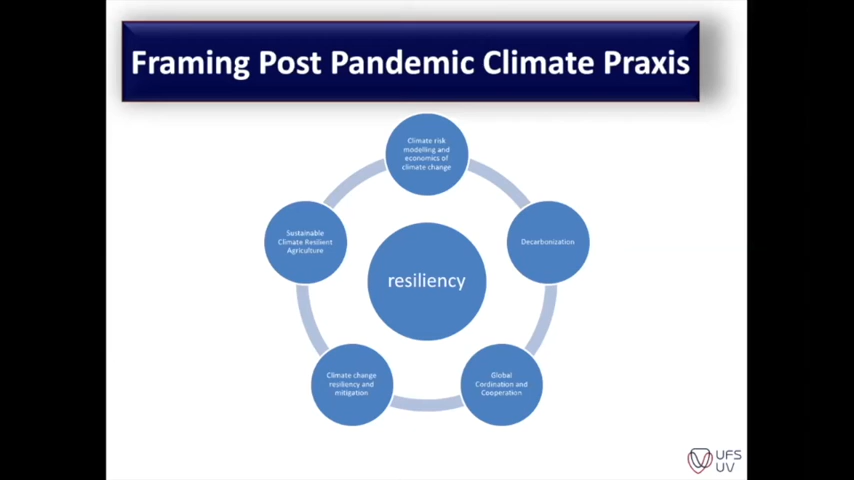 Framing Post Pandemic Climate Praxis
Climate risk
modelling and
economics of
climate change
Sustainable
Climate Resilient
Agriculture
Decarbonization
resiliency
Climate change
resiliency and
mitigation
Global
Cordination and
Cooperation
UFS
UV